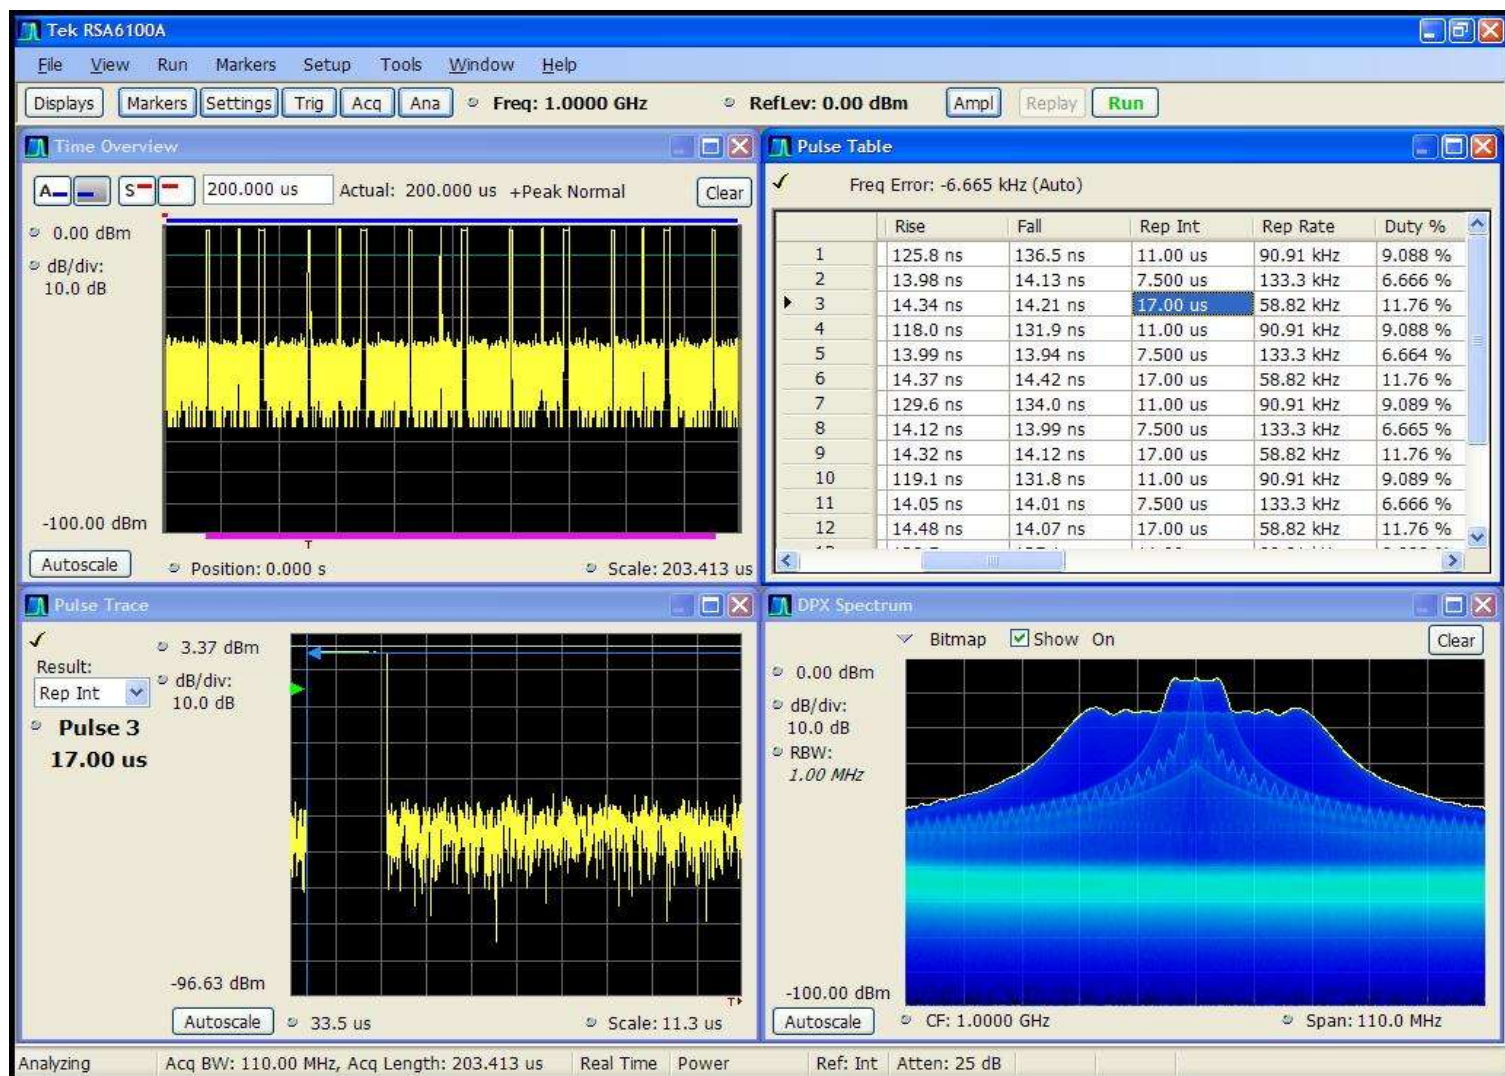 Tek RSA6100A
File View Run Markers Setup Tools Window Help
Displays Markers Settings Trig Acq Ana Freq: 1.0000 GHz RefLev: 0.00 dBm Ampl Replay Run
Time Overview
A S 200.000 us Actual: 200.000 us +Peak Normal Clear
0.00 dBm
dB/div:
10.0 dB
-100.00 dBm
T
Autoscale Position: 0.000 s Scale: 203.413 us
Pulse Table
Freq Error: -6.665 kHz (Auto)
Rise Fall Rep Int Rep Rate Duty %
1 125.8 ns 136.5 ns 11.00 us 90.91 kHz 9.088 %
2 13.98 ns 14.13 ns 7.500 us 133.3 kHz 6.666 %
3 14.34 ns 14.21 ns 17.00 us 58.82 kHz 11.76 %
4 118.0 ns 131.9 ns 11.00 us 90.91 kHz 9.088 %
5 13.99 ns 13.94 ns 7.500 us 133.3 kHz 6.664 %
6 14.37 ns 14.42 ns 17.00 us 58.82 kHz 11.76 %
7 129.6 ns 134.0 ns 11.00 us 90.91 kHz 9.089 %
8 14.12 ns 13.99 ns 7.500 us 133.3 kHz 6.665 %
9 14.32 ns 14.12 ns 17.00 us 58.82 kHz 11.76 %
10 119.1 ns 131.8 ns 11.00 us 90.91 kHz 9.089 %
11 14.05 ns 14.01 ns 7.500 us 133.3 kHz 6.666 %
12 14.48 ns 14.07 ns 17.00 us 58.82 kHz 11.76 %
Pulse Trace
Result:
Rep Int
Pulse 3
17.00 us
3.37 dBm
dB/div:
10.0 dB
-96.63 dBm
T
Autoscale 33.5 us Scale: 11.3 us
DPX Spectrum
Bitmap Show On Clear
0.00 dBm
dB/div:
10.0 dB
RBW:
1.00 MHz
-100.00 dBm
Autoscale CF: 1.0000 GHz Span: 110.0 MHz
Analyzing Acq BW: 110.00 MHz, Acq Length: 203.413 us Real Time Power Ref: Int Atten: 25 dB